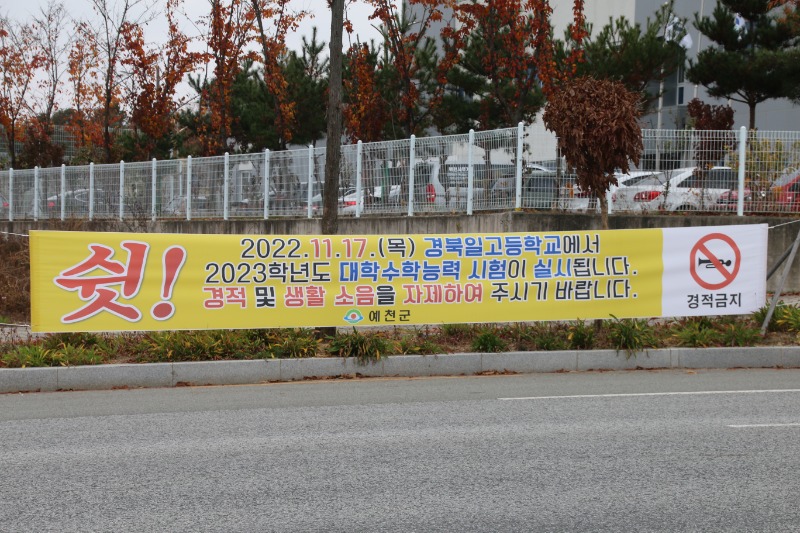 쉿!
2022.11.17.(목) 경북일고등학교에서
2023학년도 대학수학능력 시험이 실시됩니다.
경적 및 생활 소음을 자제하여 주시기 바랍니다.
예천군
경적금지